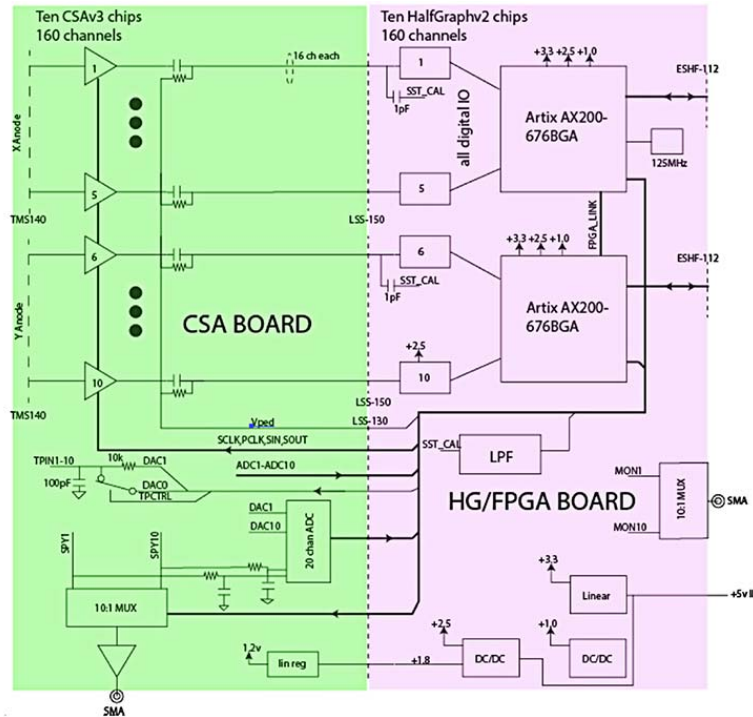 Ten CSAv3 chips
160 channels
Ten HalfGraphv2 chips
160 channels
1
16 ch each
1
+3,3 +2,5 +1,0
ESHF-112
SST_CAL
1pF
all digital IO
Artix AX200-
676BGA
X Anode
125MHz
5
5
TMS140
LSS-150
FPGA_LINK
6
6
+3,3 +2,5 +1,0
ESHF-112
SST_CAL
1pF
Artix AX200-
676BGA
Y Anode
CSA BOARD
+2,5
10
10
TMS140
LSS-150
Vped
LSS-130
SCLK,PCLK,SIN,SOUT
SST_CAL
LPF
TPIN1-10
10k
DAC1
ADC1-ADC10
100pF
DAC0
TPCTRL
MON1
10:1 MUX
SMA
MON10
HG/FPGA BOARD
DAC1
DAC10
20 chan ADC
SPY1
SPY10
10:1 MUX
+3,3
Linear
+5v II
1,2v
lin reg
+1.8
+2,5
DC/DC
+1,0
DC/DC
SMA